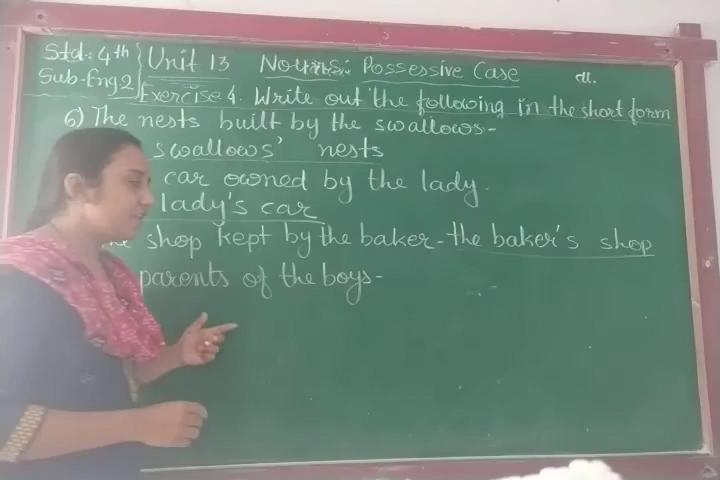 Std: 4th
Sub-Eng 2
Unit 13 Nouns: Possessive Case
Exercise 4. Write out the following in the short form
6) The nests built by the swallows-
swallows' nests
car owned by the lady.
lady's car
shop kept by the baker - the baker's shop
parents of the boys-